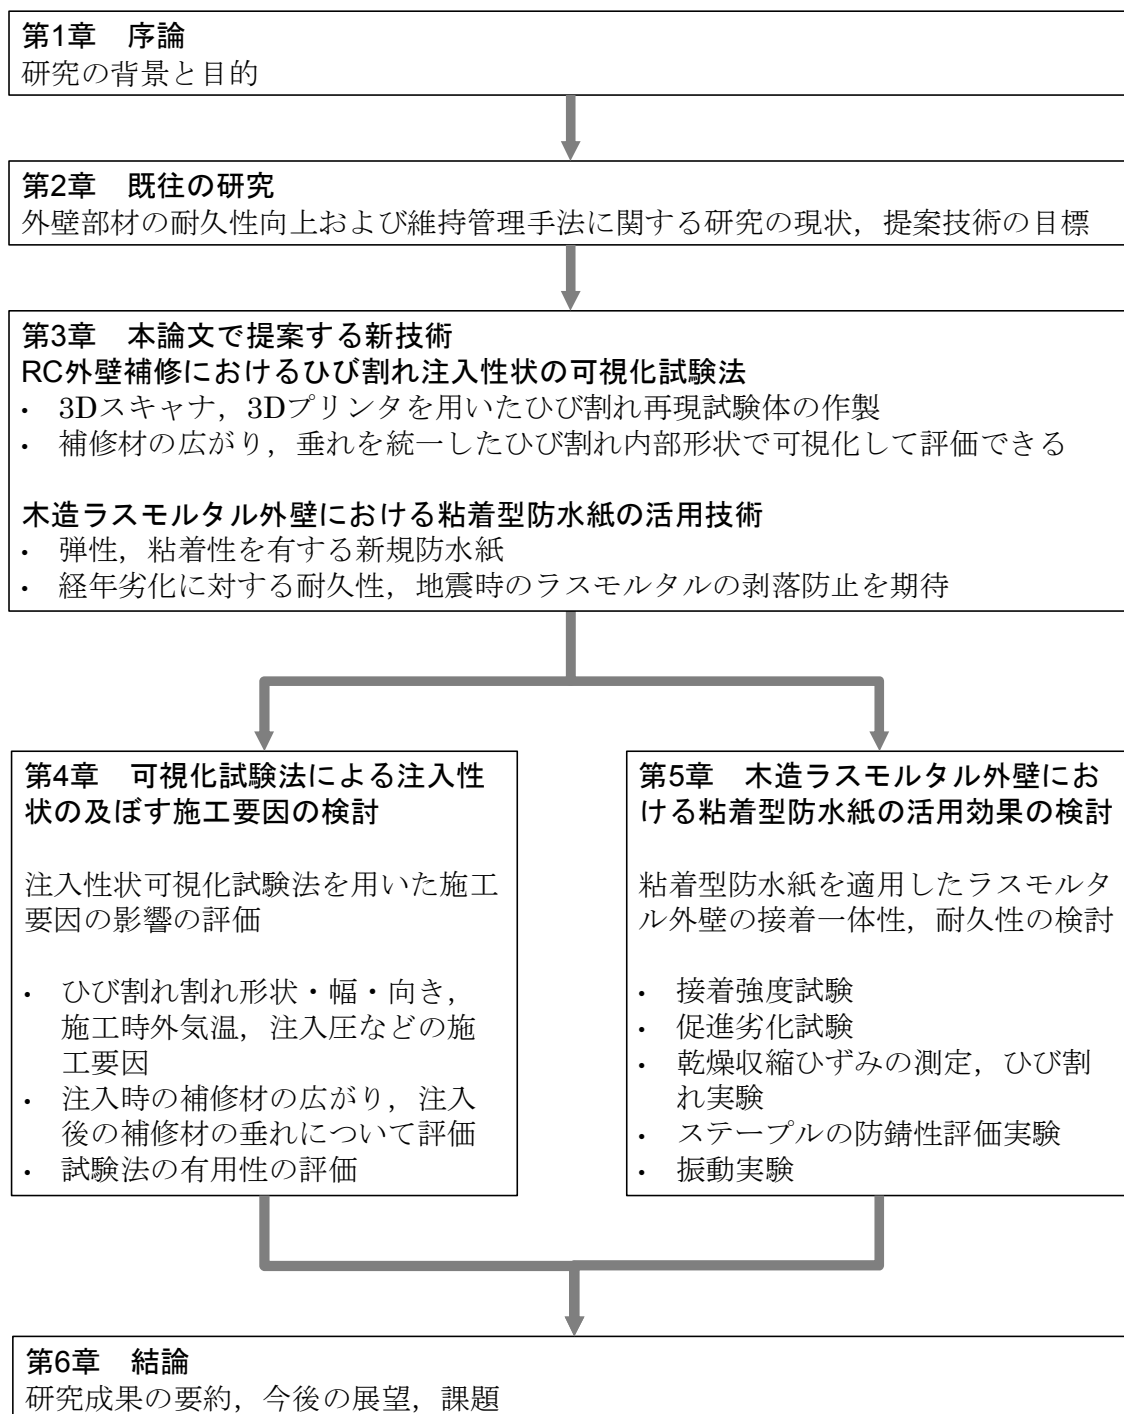 第1章　序論
研究の背景と目的
第2章　既往の研究
外壁部材の耐久性向上および維持管理手法に関する研究の現状，提案技術の目標
第3章　本論文で提案する新技術
RC外壁補修におけるひび割れ注入性状の可視化試験法
・ 3Dスキャナ，3Dプリンタを用いたひび割れ再現試験体の作製
・ 補修材の広がり，垂れを統一したひび割れ内部形状で可視化して評価できる
木造ラスモルタル外壁における粘着型防水紙の活用技術
・ 弾性，粘着性を有する新規防水紙
・ 経年劣化に対する耐久性，地震時のラスモルタルの剥落防止を期待
第4章　可視化試験法による注入性
状の及ぼす施工要因の検討
注入性状可視化試験法を用いた施工
要因の影響の評価
・ ひび割れ割れ形状・幅・向き，
施工時外気温，注入圧などの施
工要因
・ 注入時の補修材の広がり，注入
後の補修材の垂れについて評価
・ 試験法の有用性の評価
第5章　木造ラスモルタル外壁にお
ける粘着型防水紙の活用効果の検討
粘着型防水紙を適用したラスモルタ
ル外壁の接着一体性，耐久性の検討
・ 接着強度試験
・ 促進劣化試験
・ 乾燥収縮ひずみの測定，ひび割
れ実験
・ ステープルの防錆性評価実験
・ 振動実験
第6章　結論
研究成果の要約，今後の展望，課題